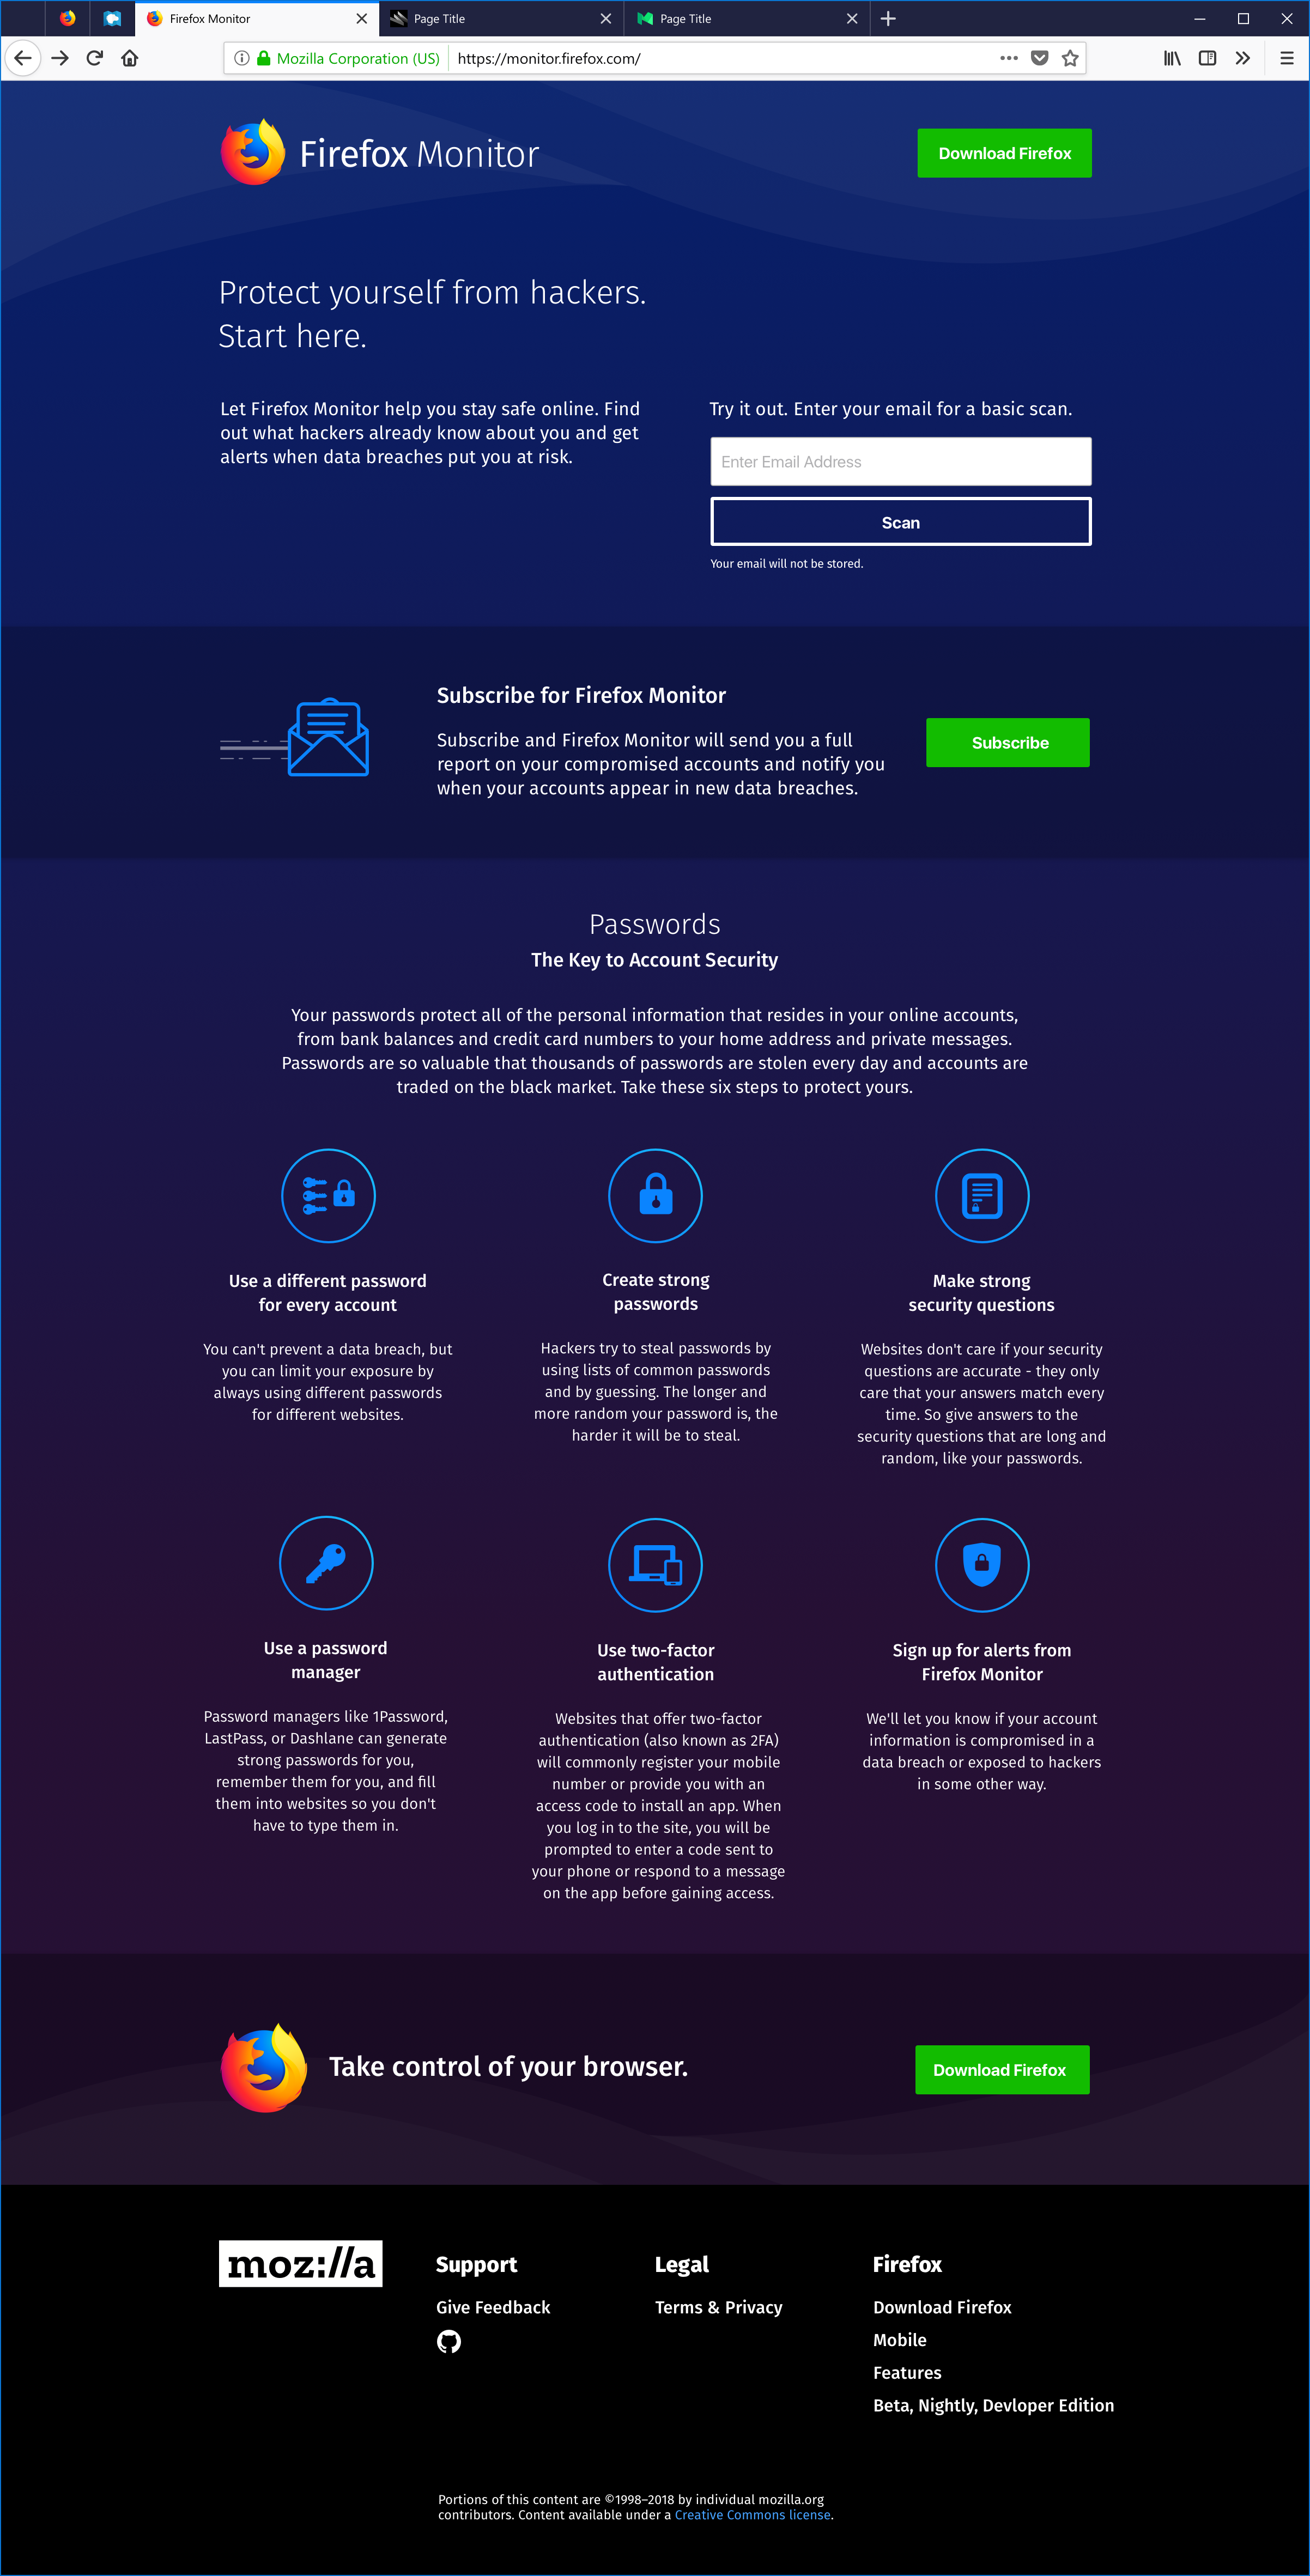 Firefox Monitor
Page Title
Page Title
Mozilla Corporation (US)
https://monitor.firefox.com/
Firefox Monitor
Download Firefox
Protect yourself from hackers.
Start here.
Let Firefox Monitor help you stay safe online. Find
out what hackers already know about you and get
alerts when data breaches put you at risk.
Try it out. Enter your email for a basic scan.
Enter Email Address
Scan
Your email will not be stored.
Subscribe for Firefox Monitor
Subscribe and Firefox Monitor will send you a full
report on your compromised accounts and notify you
when your accounts appear in new data breaches.
Subscribe
Passwords
The Key to Account Security
Your passwords protect all of the personal information that resides in your online accounts,
from bank balances and credit card numbers to your home address and private messages.
Passwords are so valuable that thousands of passwords are stolen every day and accounts are
traded on the black market. Take these six steps to protect yours.
Use a different password
for every account
You can't prevent a data breach, but
you can limit your exposure by
always using different passwords
for different websites.
Create strong
passwords
Hackers try to steal passwords by
using lists of common passwords
and by guessing. The longer and
more random your password is, the
harder it will be to steal.
Make strong
security questions
Websites don't care if your security
questions are accurate - they only
care that your answers match every
time. So give answers to the
security questions that are long and
random, like your passwords.
Use a password
manager
Password managers like 1Password,
LastPass, or Dashlane can generate
strong passwords for you,
remember them for you, and fill
them into websites so you don't
have to type them in.
Use two-factor
authentication
Websites that offer two-factor
authentication (also known as 2FA)
will commonly register your mobile
number or provide you with an
access code to install an app. When
you log in to the site, you will be
prompted to enter a code sent to
your phone or respond to a message
on the app before gaining access.
Sign up for alerts from
Firefox Monitor
We'll let you know if your account
information is compromised in a
data breach or exposed to hackers
in some other way.
Take control of your browser.
Download Firefox
moz://a
Support
Give Feedback
Legal
Terms & Privacy
Firefox
Download Firefox
Mobile
Features
Beta, Nightly, Devloper Edition
Portions of this content are ©1998–2018 by individual mozilla.org
contributors. Content available under a Creative Commons license.